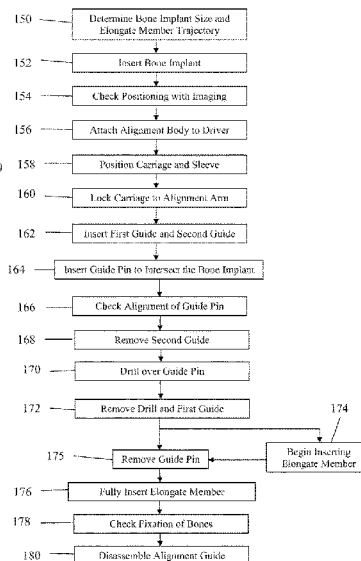 150
Determine Bone Implant Size and
Elongate Member Trajectory
152
Insert Bone Implant
154
Check Positioning with Imaging
156
Attach Alignment Body to Driver
158
Position Carriage and Sleeve
160
Lock Carriage to Alignment Arm
162
Insert First Guide and Second Guide
164
Insert Guide Pin to Intersect the Bone Implant
166
Check Alignment of Guide Pin
168
Remove Second Guide
170
Drill over Guide Pin
172
Remove Drill and First Guide
174
Begin Inserting
Elongate Member
175
Remove Guide Pin
176
Fully Insert Elongate Member
178
Check Fixation of Bones
180
Disassemble Alignment Guide